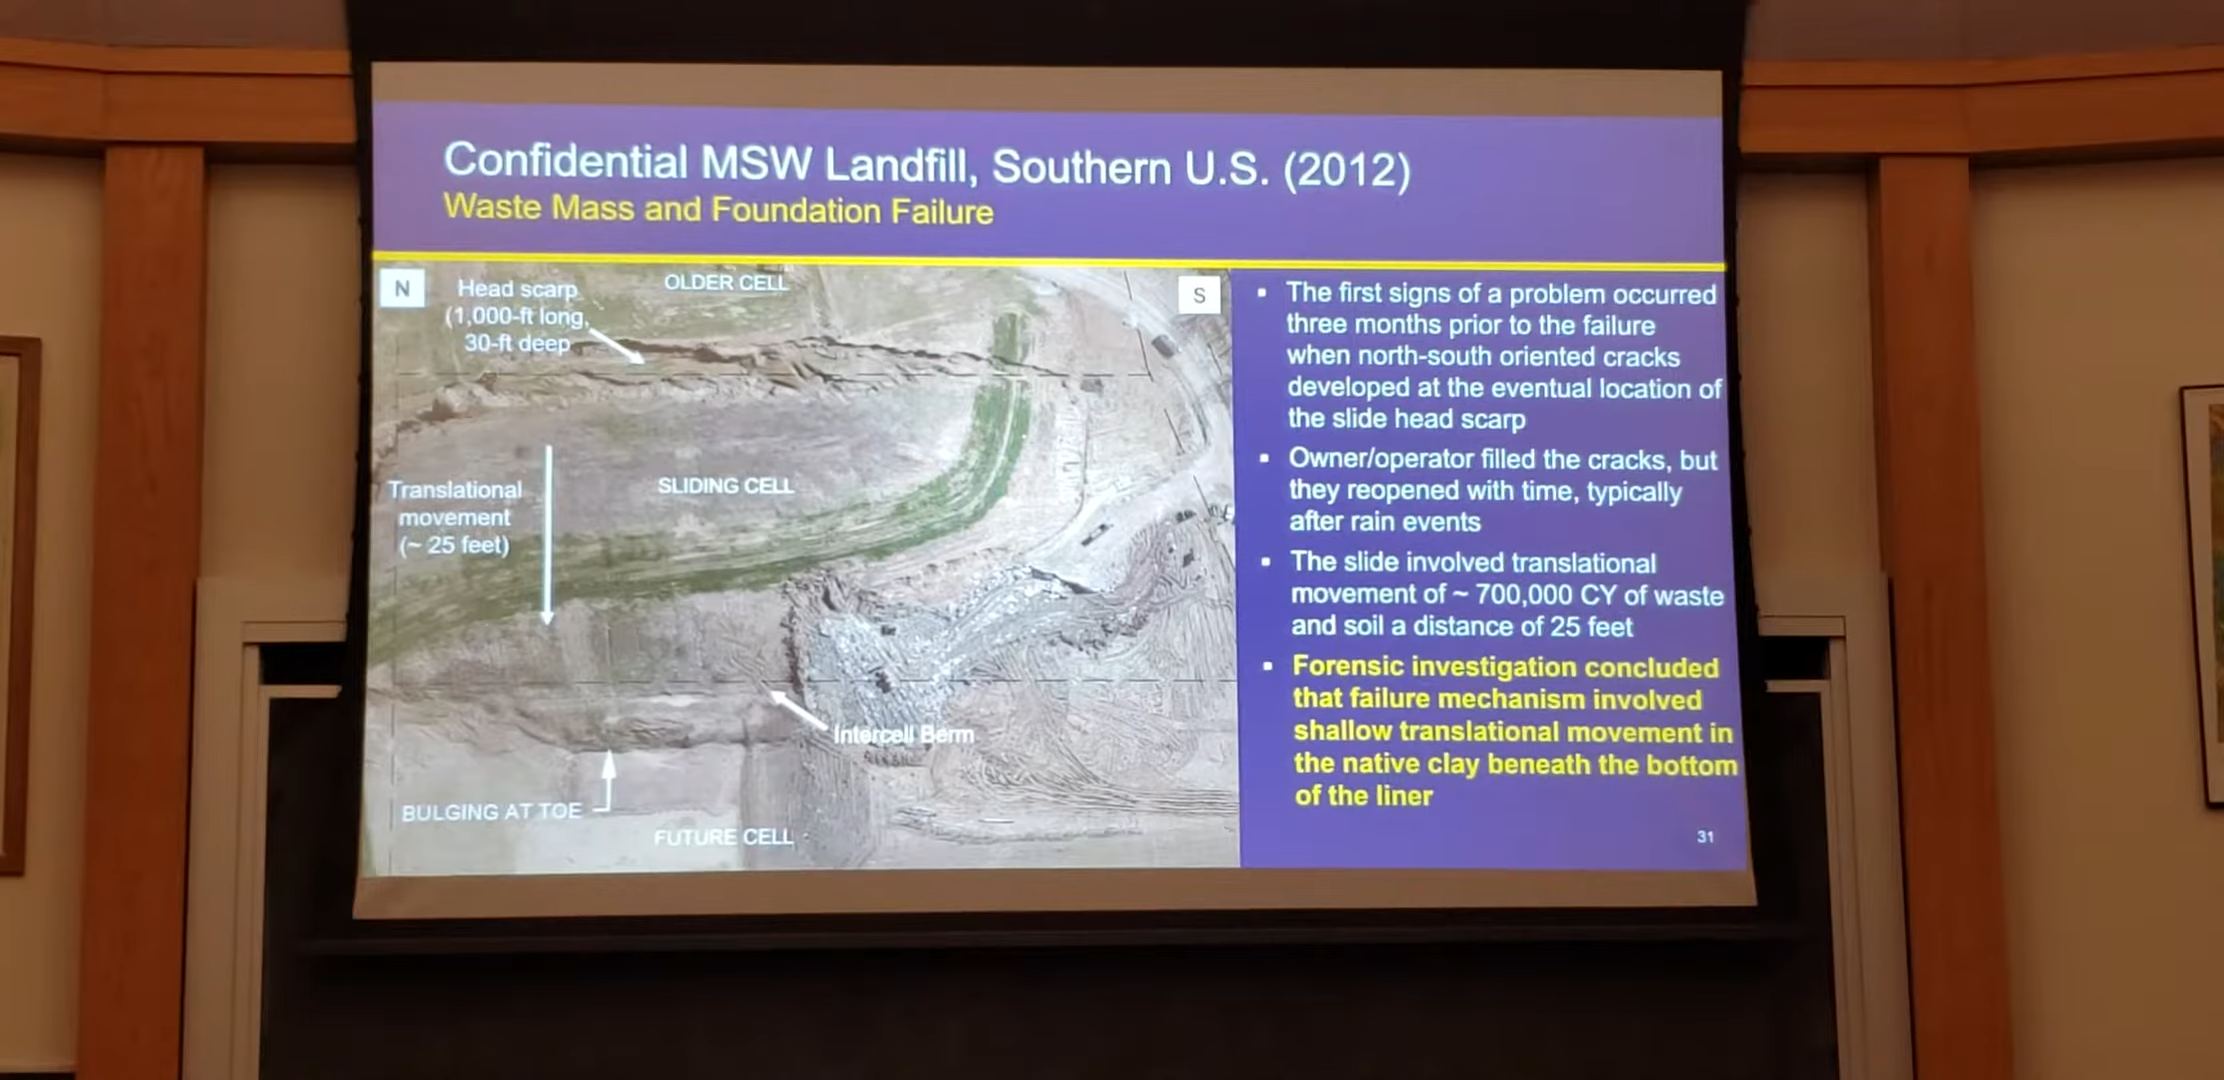 Confidential MSW Landfill, Southern U.S. (2012)
Waste Mass and Foundation Failure
N
Head scarp
(1,000-ft long,
30-ft deep
OLDER CELL
S
Translational
movement
(~ 25 feet)
SLIDING CELL
Intercell Berm
BULGING AT TOE
FUTURE CELL
▪ The first signs of a problem occurred
three months prior to the failure
when north-south oriented cracks
developed at the eventual location of
the slide head scarp
▪ Owner/operator filled the cracks, but
they reopened with time, typically
after rain events
▪ The slide involved translational
movement of ~ 700,000 CY of waste
and soil a distance of 25 feet
▪ Forensic investigation concluded
that failure mechanism involved
shallow translational movement in
the native clay beneath the bottom
of the liner
31